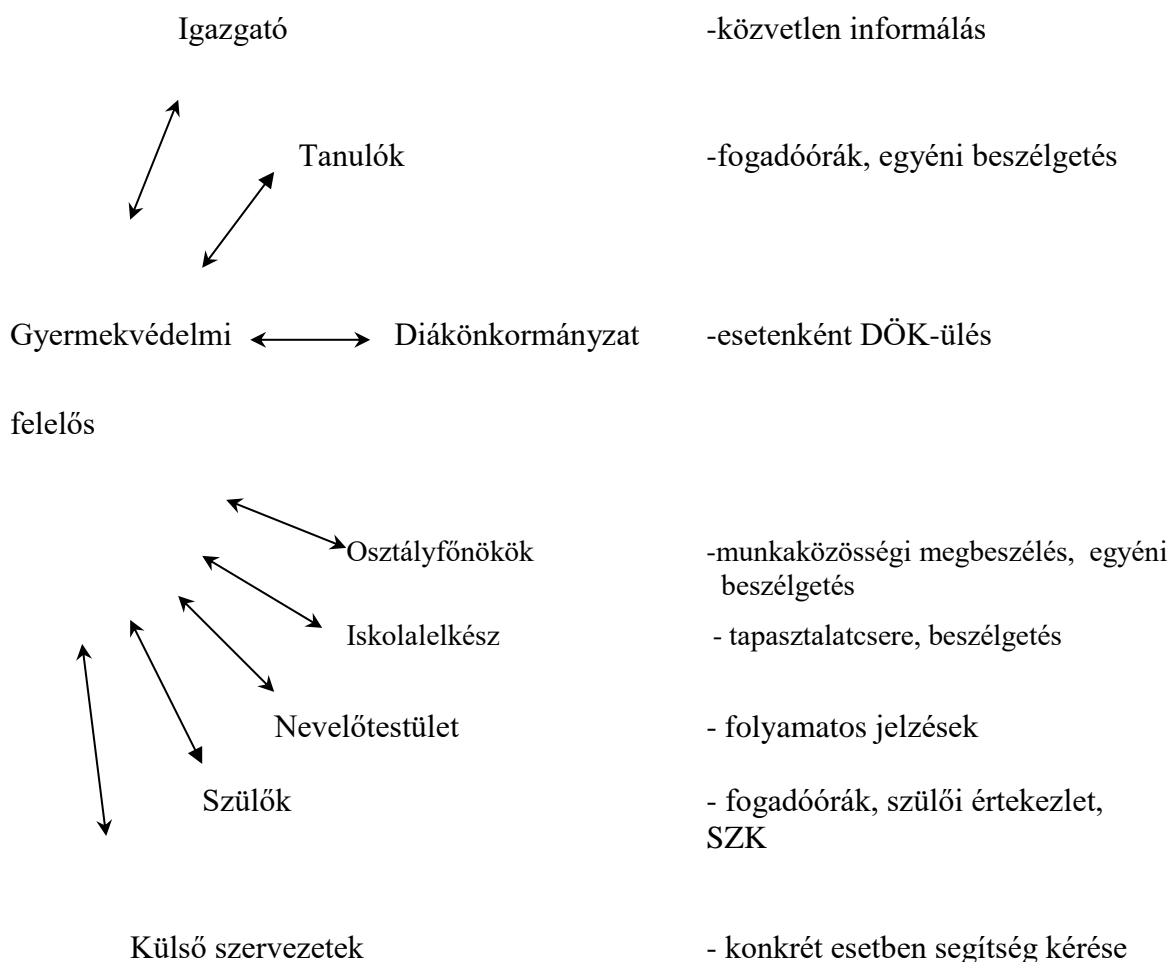 Igazgató -közvetlen informálás
Tanulók -fogadóórák, egyéni beszélgetés
Gyermekvédelmi Diákönkormányzat -esetenként DÖK-ülés
felelős
Osztályfőnökök -munkaközösségi megbeszélés, egyéni
beszélgetés
Iskolalelkész - tapasztalatcsere, beszélgetés
Nevelőtestület - folyamatos jelzések
Szülők - fogadóórák, szülői értekezlet,
SZK
Külső szervezetek - konkrét esetben segítség kérése